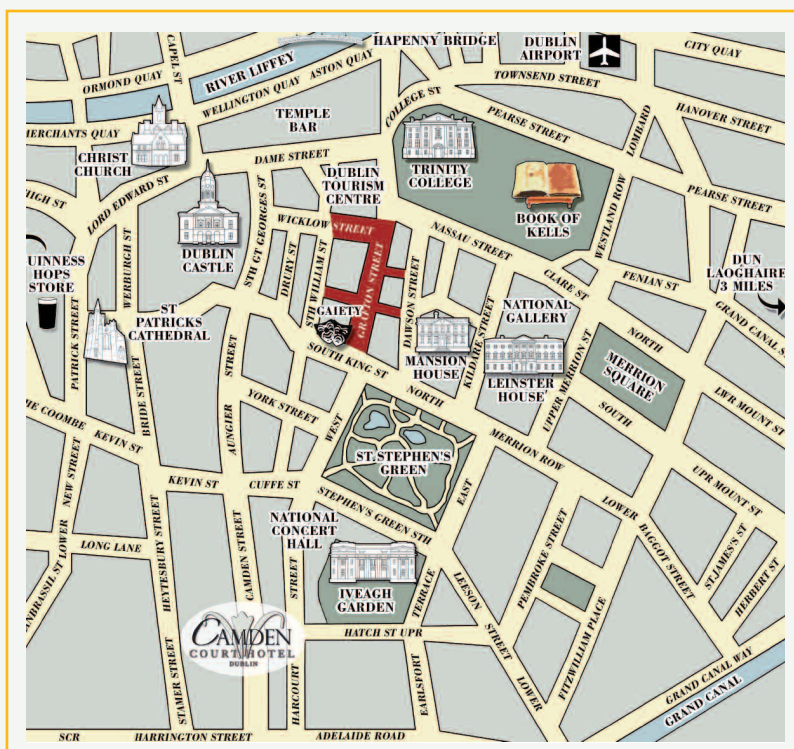 HAPENNY BRIDGE
DUBLIN
AIRPORT
CITY QUAY
CAPEL ST
ORMOND QUAY
RIVER LIFFEY
ASTON QUAY
WELLINGTON QUAY
TOWNSEND STREET
COLLEGE ST
PEARSE STREET
LOMBARD
HANOVER STREET
MERCHANTS QUAY
TEMPLE
BAR
CHRIST
CHURCH
DAME STREET
TRINITY
COLLEGE
DUBLIN
TOURISM
CENTRE
BOOK OF
KELLS
WESTLAND ROW
PEARSE STREET
HIGH ST
LORD EDWARD ST
WERBURGH ST
DUBLIN
CASTLE
STH GT GEORGES ST
WICKLOW STREET
DRURY ST
STH WILLIAM ST
GRAFTON STREET
NASSAU STREET
CLARE ST
FENIAN ST
DUN
LAOGHAIRE
3 MILES
UINNESS
HOPS
STORE
PATRICK STREET
ST
PATRICKS
CATHEDRAL
GAIETY
DAWSON STREET
KILDARE STREET
NATIONAL
GALLERY
GRAND CANAL S
MANSION
HOUSE
LEINSTER
HOUSE
UPPER MERRION ST
NORTH
MERRION
SQUARE
SOUTH
LWR MOUNT ST
UPR MOUNT ST
SOUTH KING ST
AUNGIER
STREET
YORK STREET
BRIDE STREET
HE COOMBE
KEVIN ST
NEW STREET
LOWER
KEVIN ST
CUFFE ST
WEST
NORTH
ST. STEPHEN'S
GREEN
EAST
STEPHEN'S GREEN STH
MERRION ROW
LOWER
BAGGOT STREET
ST.JAMES'S ST
HERBERT ST
PEMBROKE STREET
FITZWILLIAM PLACE
LONG LANE
NBRASSIL ST
HEYTESBURY STREET
CAMDEN STREET
NATIONAL
CONCERT
HALL
STREET
HARCOURT
IVEAGH
GARDEN
TERRACE
EARLSFORT
LEESON
STREET
LOWER
HATCH ST UPR
CAMDEN
COURT HOTEL
DUBLIN
STAMER STREET
GRAND CANAL WAY
GRAND CANAL
SCR
HARRINGTON STREET
ADELAIDE ROAD